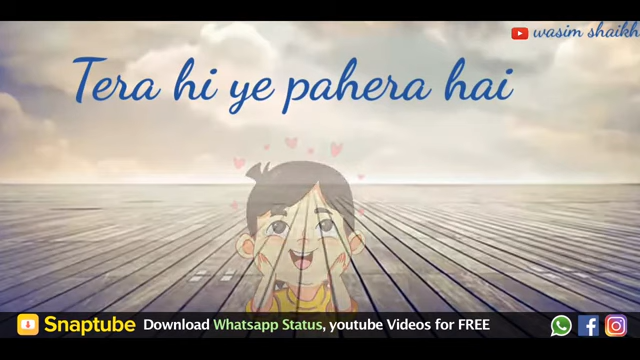 wasim shaikh
Tera hi ye pahera hai
Snaptube Download Whatsapp Status, youtube Videos for FREE